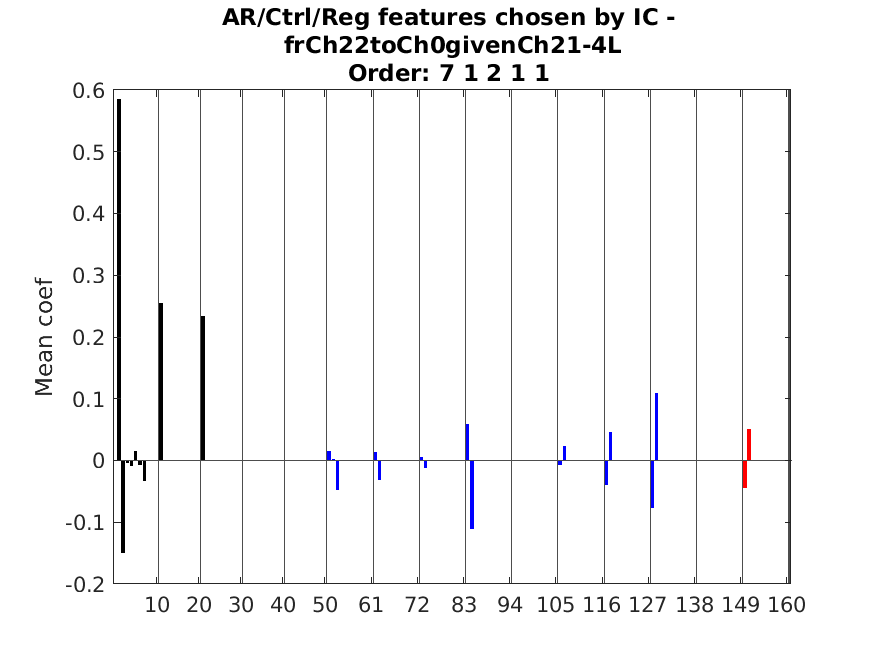 AR/Ctrl/Reg features chosen by IC -
frCh22toCh0givenCh21-4L
Order: 7 1 2 1 1
0.6
0.5
0.4
0.3
0.2
0.1
0
-0.1
-0.2
Mean coef
10 20 30 40 50 61 72 83 94 105 116 127 138 149 160